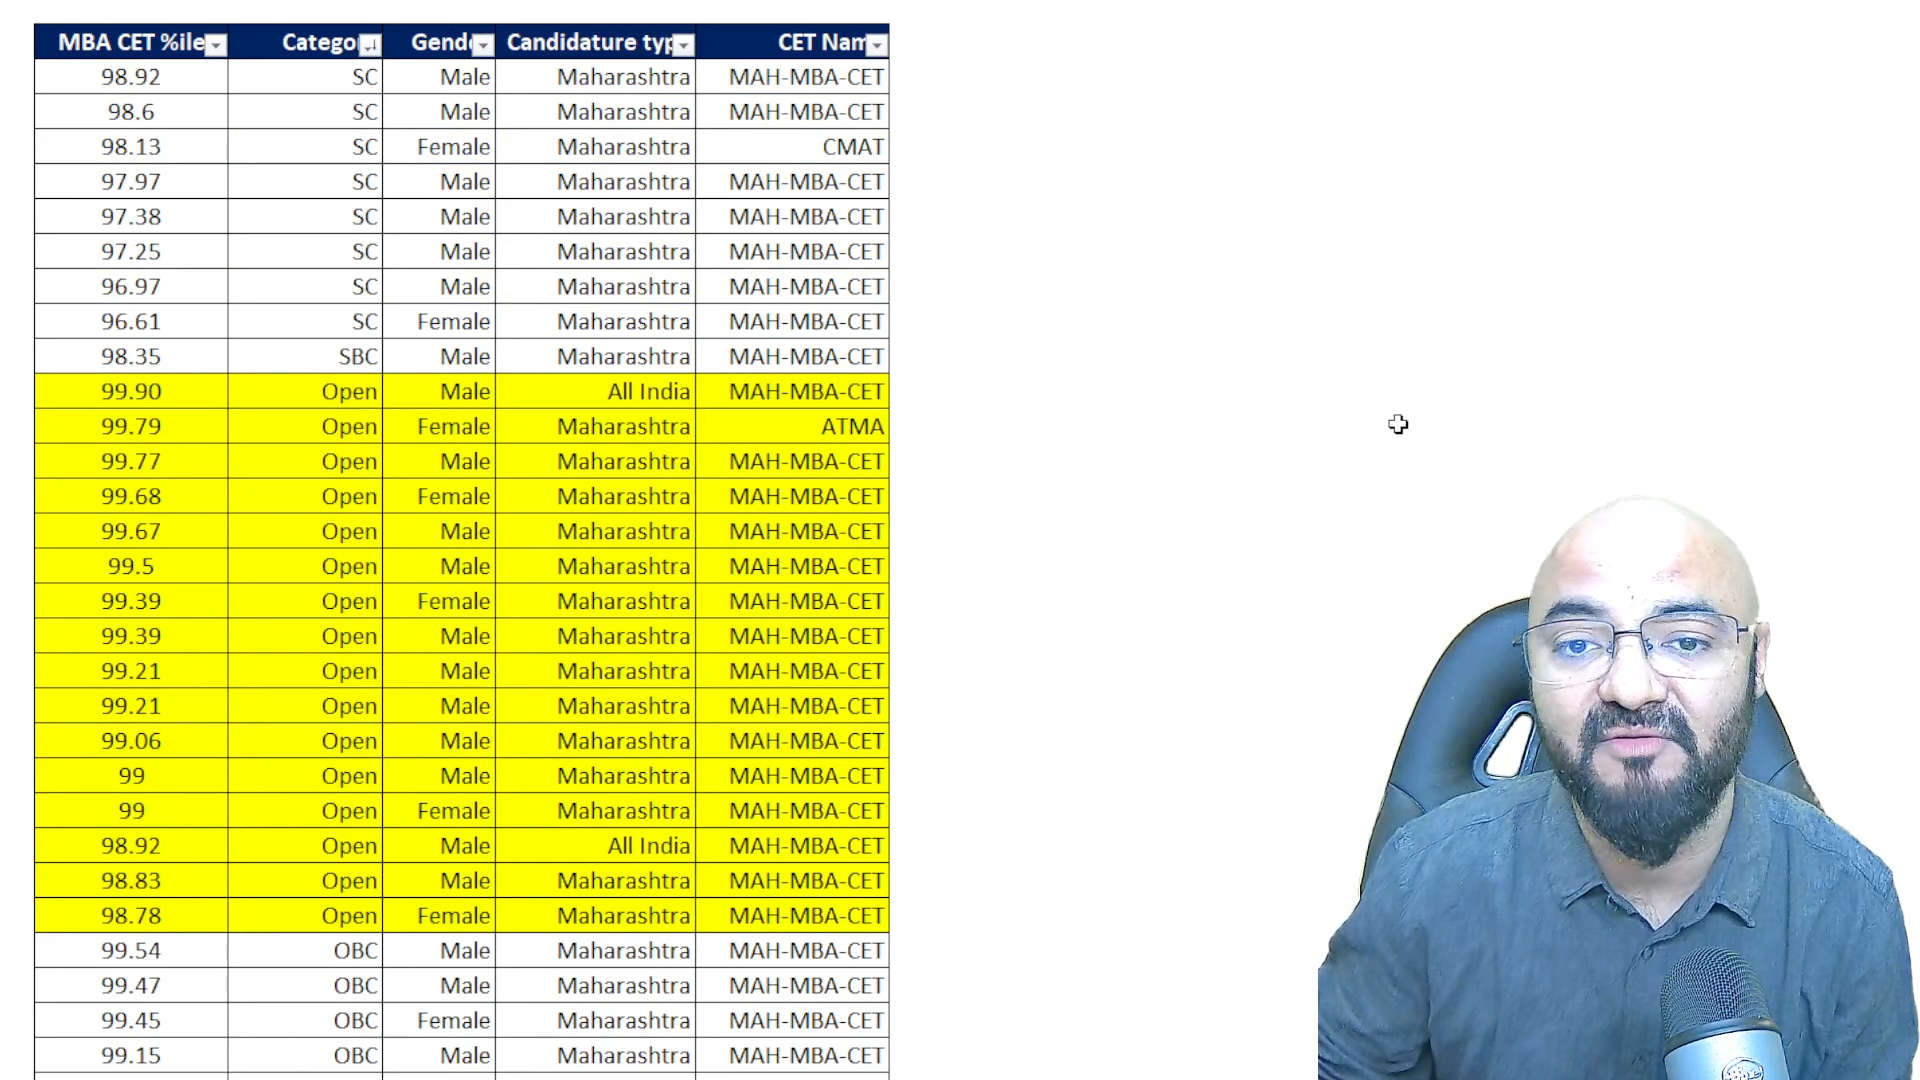 MBA CET %ile Catego Gend Candidature typ CET Nam
98.92 SC Male Maharashtra MAH-MBA-CET
98.6 SC Male Maharashtra MAH-MBA-CET
98.13 SC Female Maharashtra CMAT
97.97 SC Male Maharashtra MAH-MBA-CET
97.38 SC Male Maharashtra MAH-MBA-CET
97.25 SC Male Maharashtra MAH-MBA-CET
96.97 SC Male Maharashtra MAH-MBA-CET
96.61 SC Female Maharashtra MAH-MBA-CET
98.35 SBC Male Maharashtra MAH-MBA-CET
99.90 Open Male All India MAH-MBA-CET
99.79 Open Female Maharashtra ATMA
99.77 Open Male Maharashtra MAH-MBA-CET
99.68 Open Female Maharashtra MAH-MBA-CET
99.67 Open Male Maharashtra MAH-MBA-CET
99.5 Open Male Maharashtra MAH-MBA-CET
99.39 Open Female Maharashtra MAH-MBA-CET
99.39 Open Male Maharashtra MAH-MBA-CET
99.21 Open Male Maharashtra MAH-MBA-CET
99.21 Open Male Maharashtra MAH-MBA-CET
99.06 Open Male Maharashtra MAH-MBA-CET
99 Open Male Maharashtra MAH-MBA-CET
99 Open Female Maharashtra MAH-MBA-CET
98.92 Open Male All India MAH-MBA-CET
98.83 Open Male Maharashtra MAH-MBA-CET
98.78 Open Female Maharashtra MAH-MBA-CET
99.54 OBC Male Maharashtra MAH-MBA-CET
99.47 OBC Male Maharashtra MAH-MBA-CET
99.45 OBC Female Maharashtra MAH-MBA-CET
99.15 OBC Male Maharashtra MAH-MBA-CET